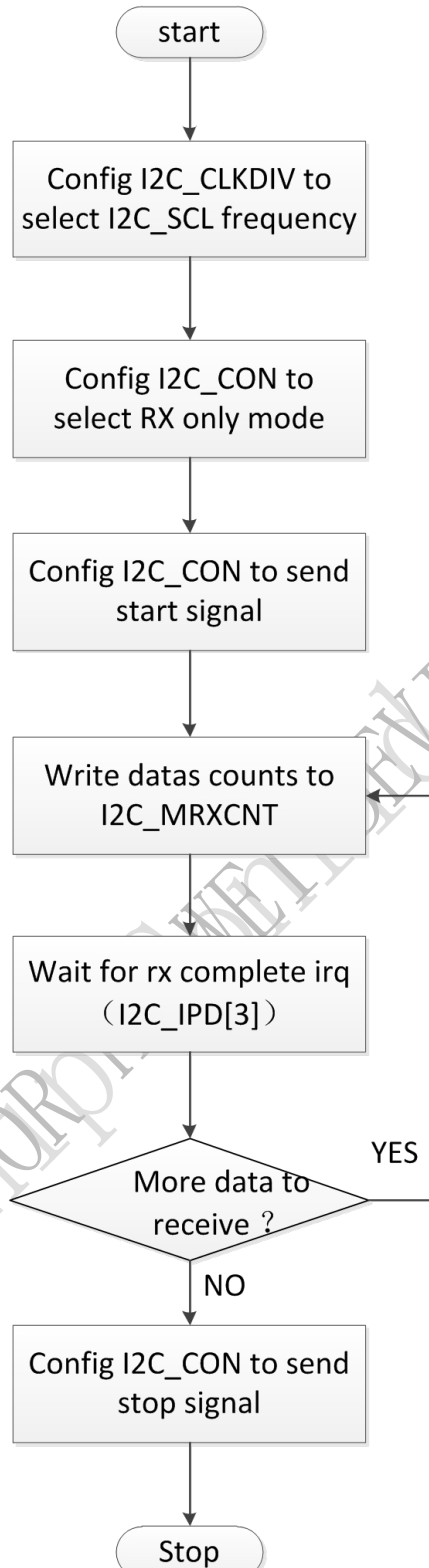 start
Config I2C_CLKDIV to
select I2C_SCL frequency
Config I2C_CON to
select RX only mode
Config I2C_CON to send
start signal
Write datas counts to
I2C_MRXCNT
Wait for rx complete irq
（I2C_IPD[3]）
YES
More data to
receive？
NO
Config I2C_CON to send
stop signal
Stop